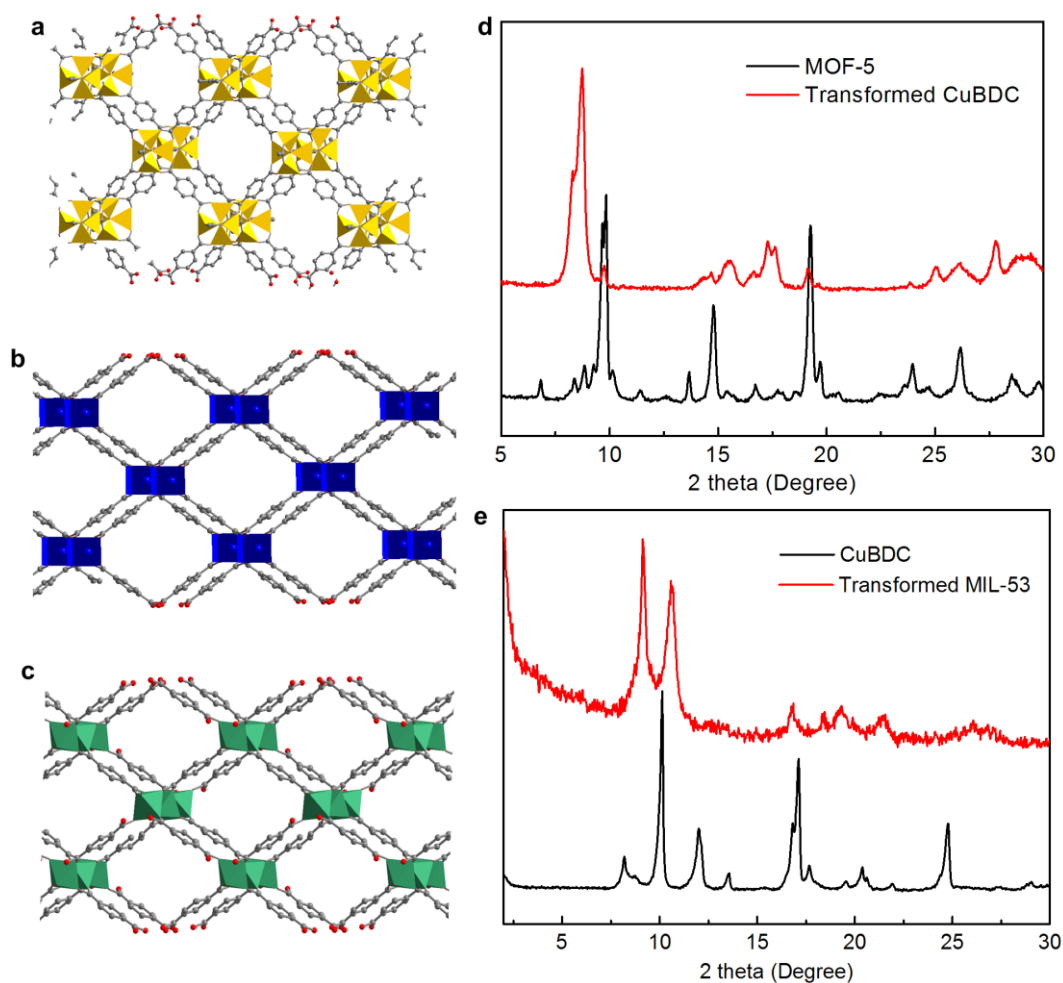 a
b
c
d
MOF-5
Transformed CuBDC
5 10 15 20 25 30
2 theta (Degree)
e
CuBDC
Transformed MIL-53
5 10 15 20 25 30
2 theta (Degree)